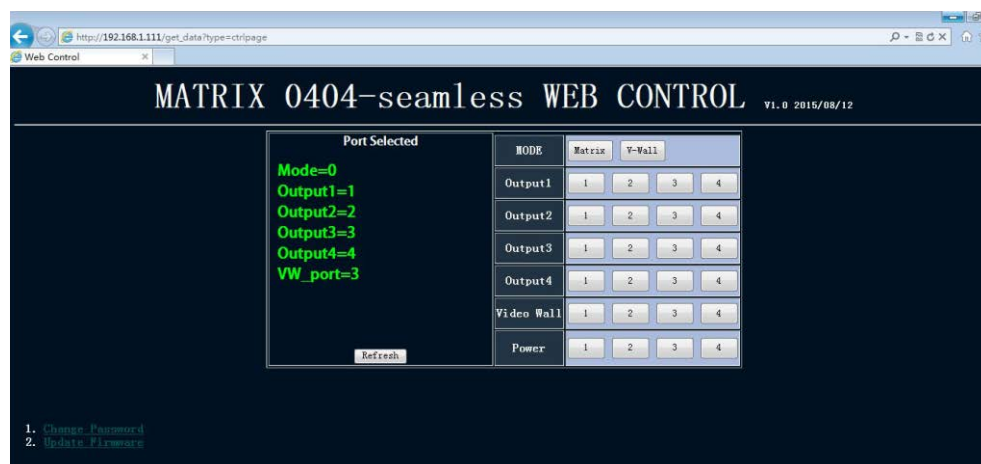 http://192.168.1.111/get_data?type=ctrlpage
Web Control
MATRIX 0404-seamless WEB CONTROL V1.0 2015/08/12
Port Selected
Mode=0
Output1=1
Output2=2
Output3=3
Output4=4
VW_port=3
Refresh
MODE Matrix V-Wall
Output1 1 2 3 4
Output2 1 2 3 4
Output3 1 2 3 4
Output4 1 2 3 4
Video Wall 1 2 3 4
Power 1 2 3 4
1. Change Password
2. Update Firmware